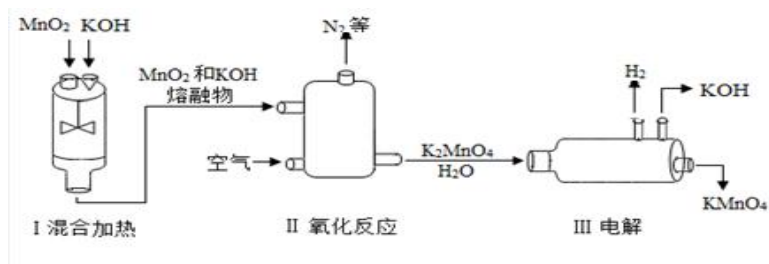 MnO₂ KOH
N₂等
MnO₂和KOH
熔融物
空气
K₂MnO₄
H₂O
H₂
KOH
KMnO₄
Ⅰ混合加热
Ⅱ 氧化反应
Ⅲ 电解